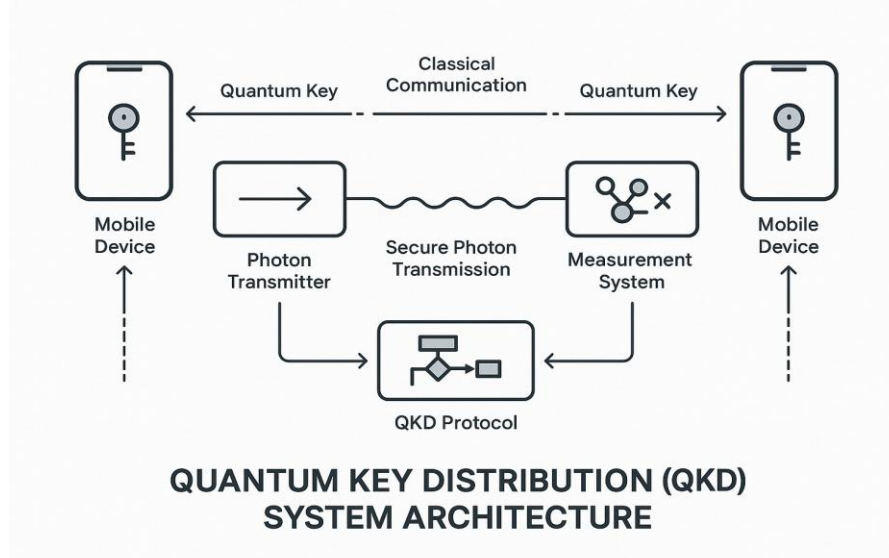 Classical
Communication
Quantum Key
Quantum Key
Mobile
Device
Photon
Transmitter
Secure Photon
Transmission
Measurement
System
Mobile
Device
QKD Protocol
QUANTUM KEY DISTRIBUTION (QKD)
SYSTEM ARCHITECTURE